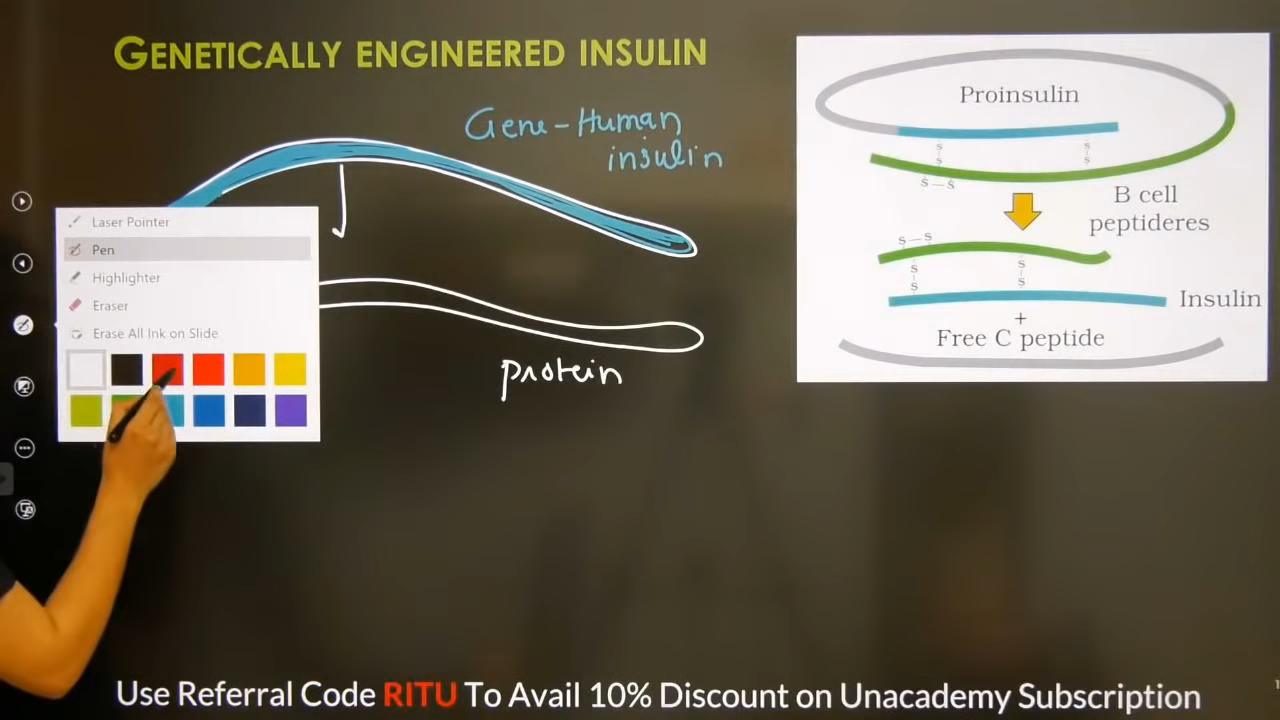 GENETICALLY ENGINEERED INSULIN
Gene-Human
insulin
protein
Laser Pointer
Pen
Highlighter
Eraser
Erase All Ink on Slide
Proinsulin
s
s
s
s
s—s
B cell
peptideres
s—s
s
s
s
s
Insulin
+
Free C peptide
Use Referral Code RITU To Avail 10% Discount on Unacademy Subscription